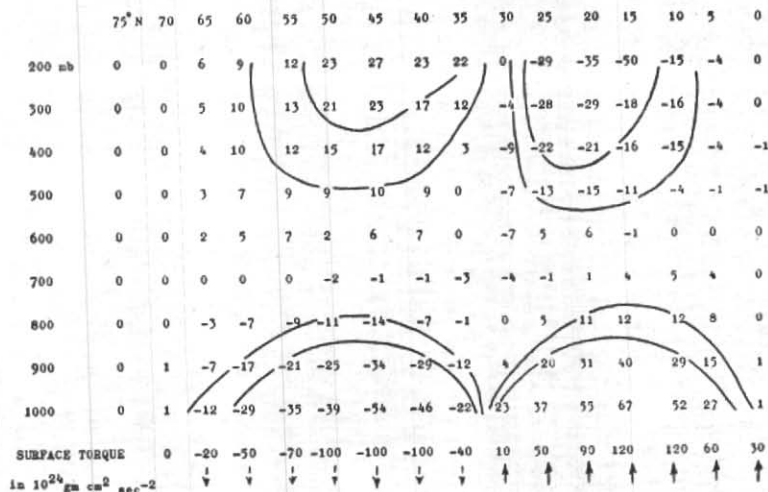 75° N 70 65 60 55 50 45 40 35 30 25 20 15 10 5 0
200 mb 0 0 6 9 12 23 27 23 22 0 -29 -35 -50 -15 -4 0
300 0 0 5 10 13 21 23 17 12 -4 -28 -29 -18 -16 -4 0
400 0 0 4 10 12 15 17 12 3 -9 -22 -21 -16 -15 -4 -1
500 0 0 3 7 9 9 10 9 0 -7 -13 -15 -11 -4 -1 -1
600 0 0 2 5 7 2 6 7 0 -7 5 6 -1 0 0 0
700 0 0 0 0 0 -2 -1 -1 -3 -4 -1 1 4 5 4 0
800 0 0 -3 -7 -9 -11 -14 -7 -1 0 5 11 12 12 8 0
900 0 1 -7 -17 -21 -25 -34 -29 -12 4 20 31 40 29 15 1
1000 0 1 -12 -29 -35 -39 -54 -46 -22 23 37 55 67 52 27 1
SURFACE TORQUE 0 -20 -50 -70 -100 -100 -100 -40 10 50 90 120 120 60 30
in 10²⁴gm cm² sec⁻²